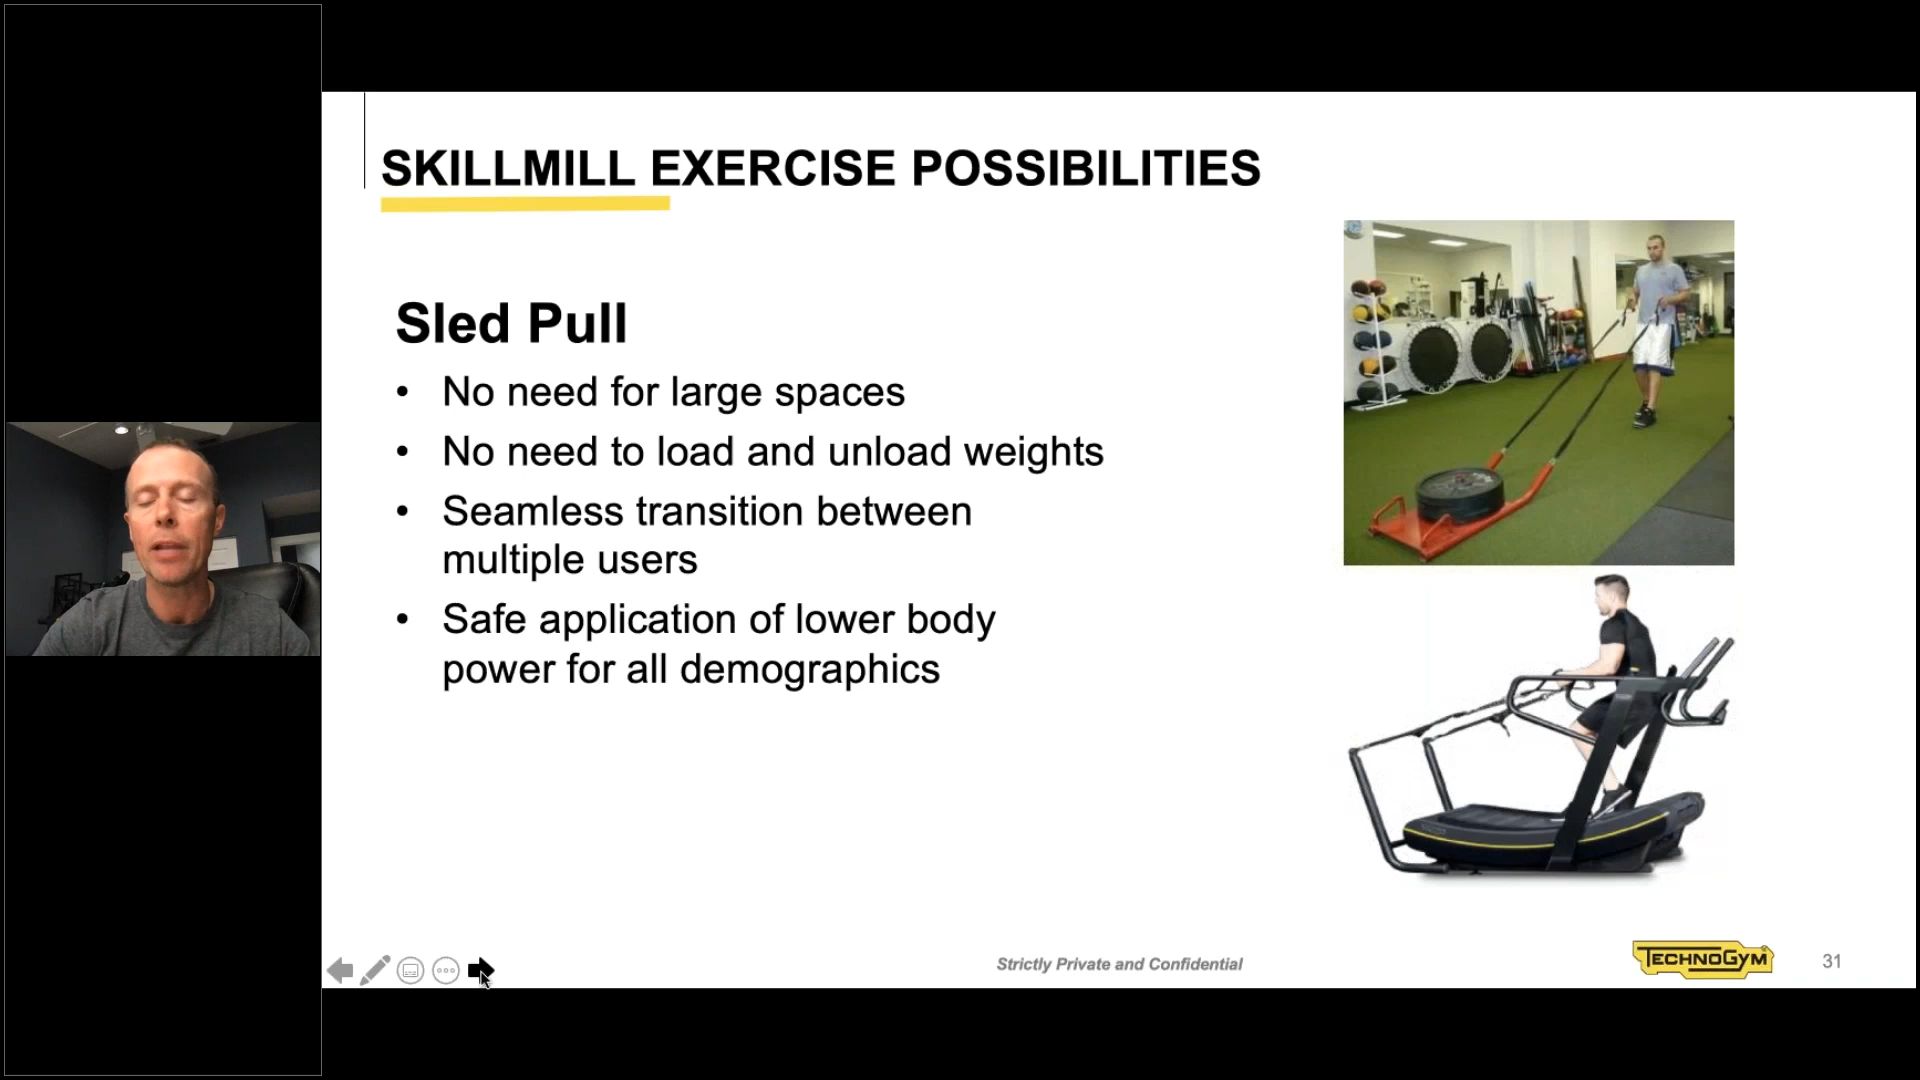 SKILLMILL EXERCISE POSSIBILITIES
Sled Pull
• No need for large spaces
• No need to load and unload weights
• Seamless transition between
multiple users
• Safe application of lower body
power for all demographics
Strictly Private and Confidential
TECHNOGYM
31